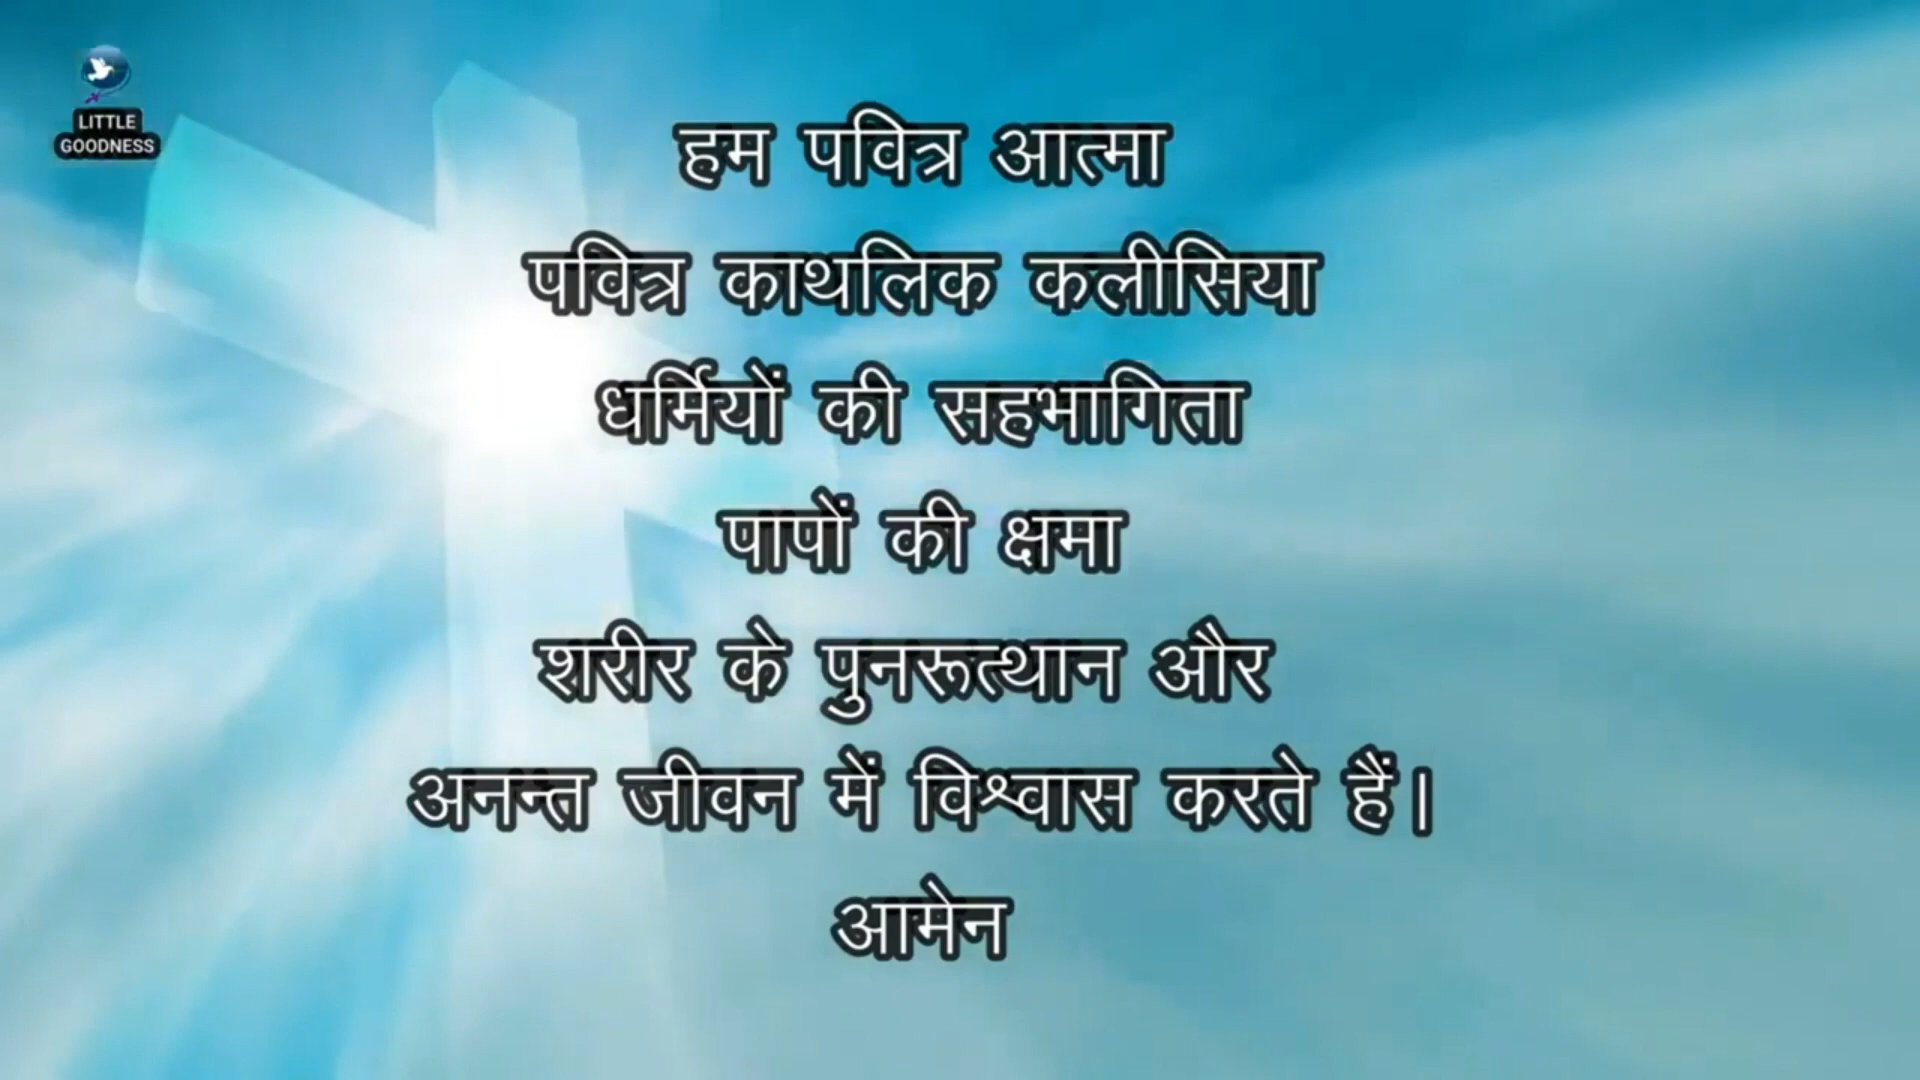 LITTLE
GOODNESS
हम पवित्र आत्मा
पवित्र काथलिक कलीसिया
धर्मियों की सहभागिता
पापों की क्षमा
शरीर के पुनरूत्थान और
अनन्त जीवन में विश्वास करते हैं।
आमेन